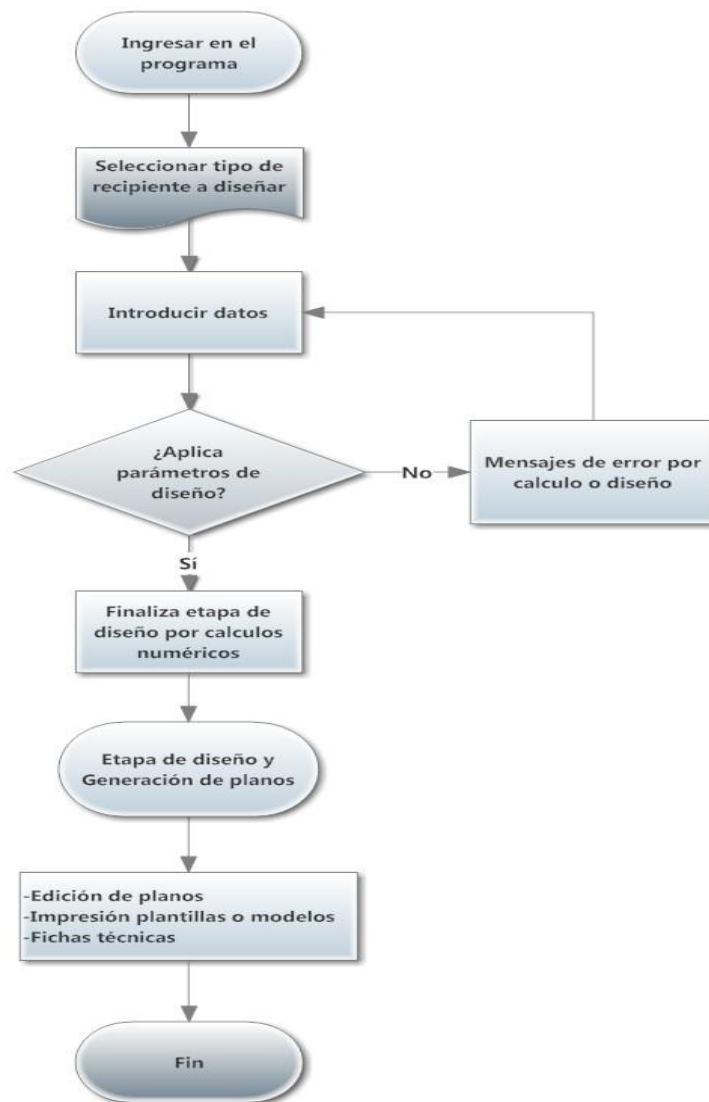 Ingresar en el
programa
Seleccionar tipo de
recipiente a diseñar
Introducir datos
¿Aplica
parámetros de
diseño?
No
Mensajes de error por
calculo o diseño
Sí
Finaliza etapa de
diseño por calculos
numéricos
Etapa de diseño y
Generación de planos
-Edición de planos
-Impresión plantillas o modelos
-Fichas técnicas
Fin